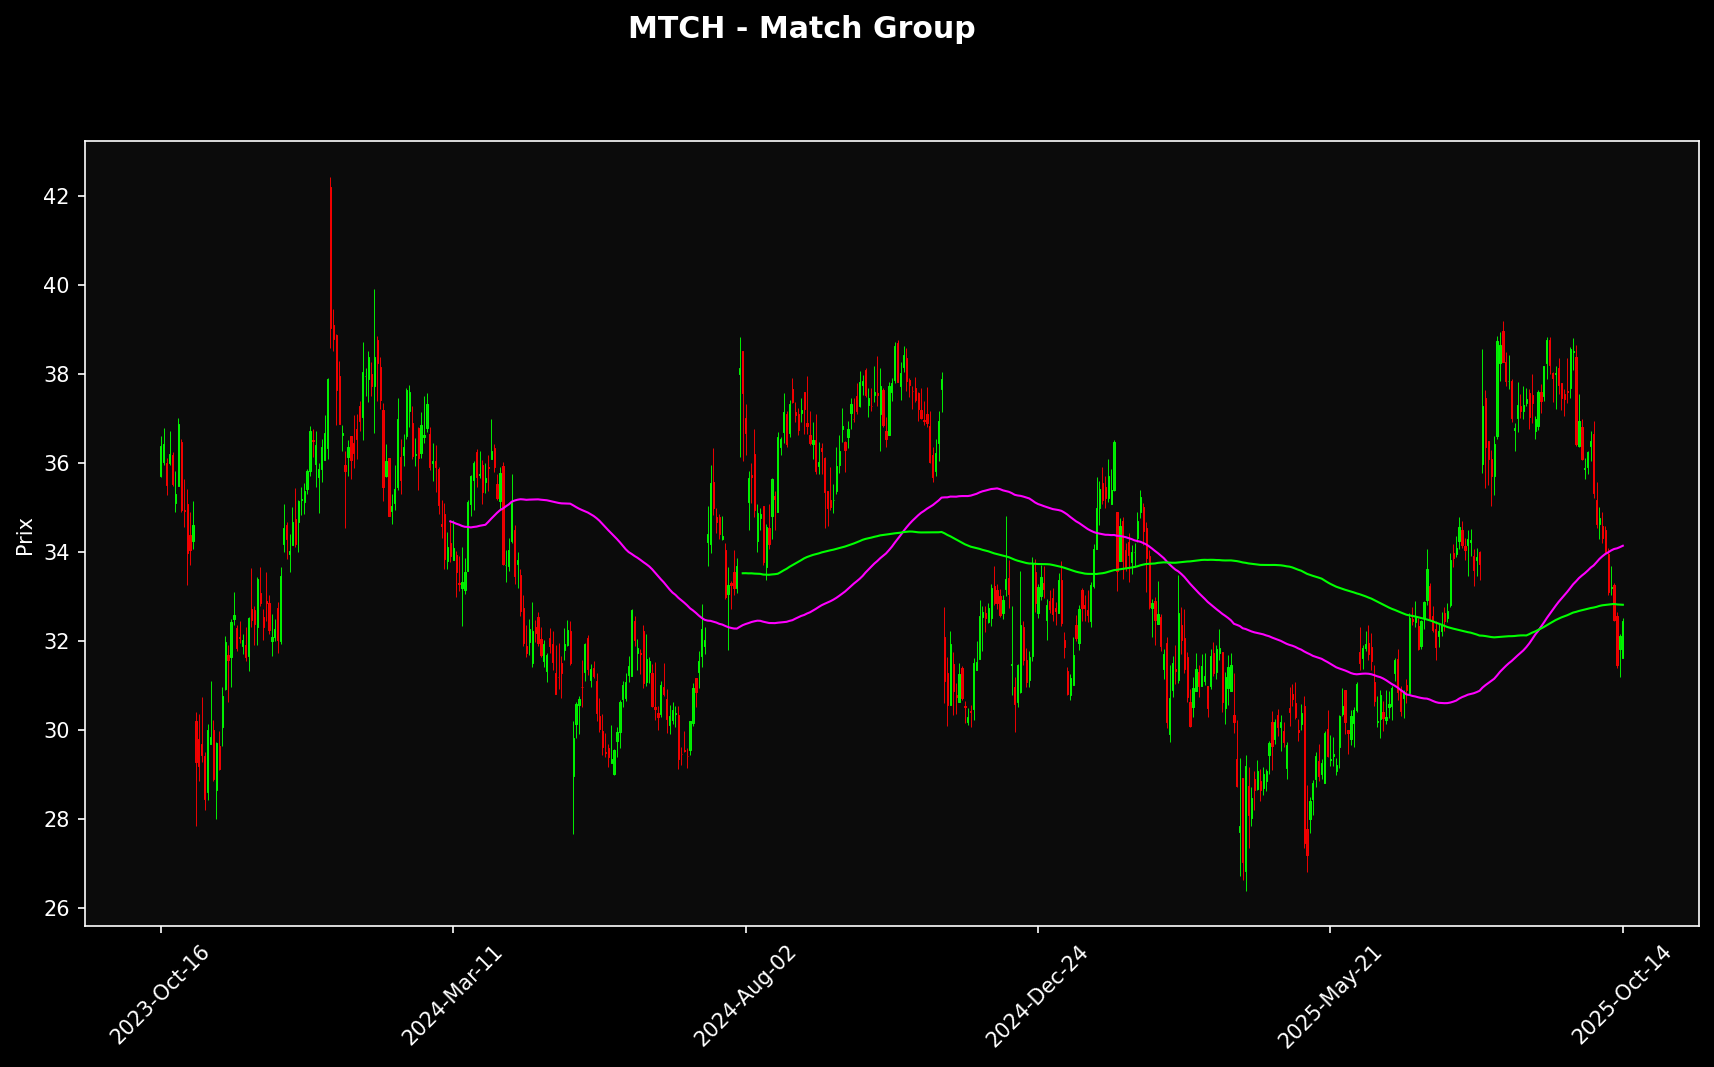 MTCH - Match Group
Prix
42
40
38
36
34
32
30
28
26
2023-Oct-16
2024-Mar-11
2024-Aug-02
2024-Dec-24
2025-May-21
2025-Oct-14